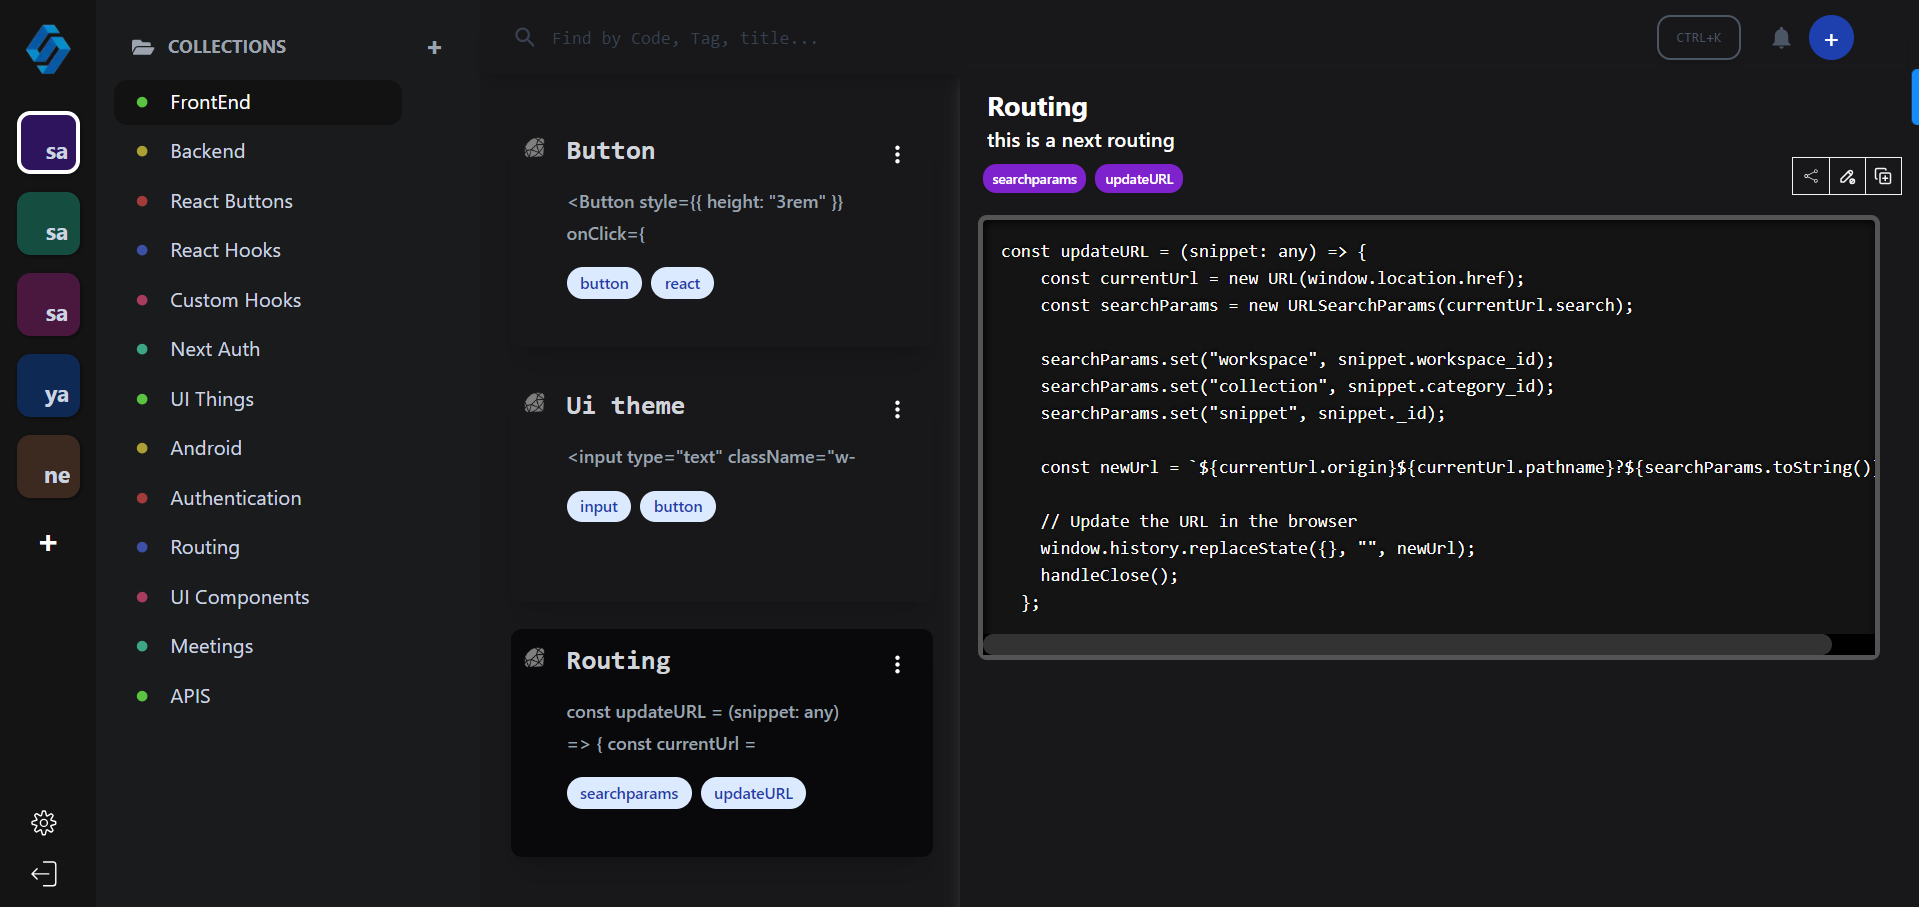 COLLECTIONS
+
FrontEnd
Backend
React Buttons
React Hooks
Custom Hooks
Next Auth
UI Things
Android
Authentication
Routing
UI Components
Meetings
APIS
sa
sa
sa
ya
ne
+
Find by Code, Tag, title...
CTRL+K
+
Button
<Button style={{ height: "3rem" }}
onClick={
button react
Ui theme
<input type="text" className="w-
input button
Routing
const updateURL = (snippet: any)
=> { const currentUrl =
searchparams updateURL
Routing
this is a next routing
searchparams updateURL
const updateURL = (snippet: any) => {
    const currentUrl = new URL(window.location.href);
    const searchParams = new URLSearchParams(currentUrl.search);
    searchParams.set("workspace", snippet.workspace_id);
    searchParams.set("collection", snippet.category_id);
    searchParams.set("snippet", snippet._id);
    const newUrl = `${currentUrl.origin}${currentUrl.pathname}?${searchParams.toString()}
    // Update the URL in the browser
    window.history.replaceState({}, "", newUrl);
    handleClose();
  };